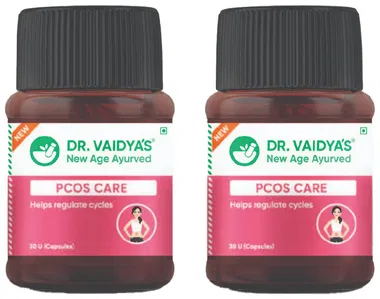 NEW
DR. VAIDYA'S®
New Age Ayurved
PCOS CARE
Helps regulate cycles
30 U (Capsules)
NEW
DR. VAIDYA'S®
New Age Ayurved
PCOS CARE
Helps regulate cycles
30 U (Capsules)